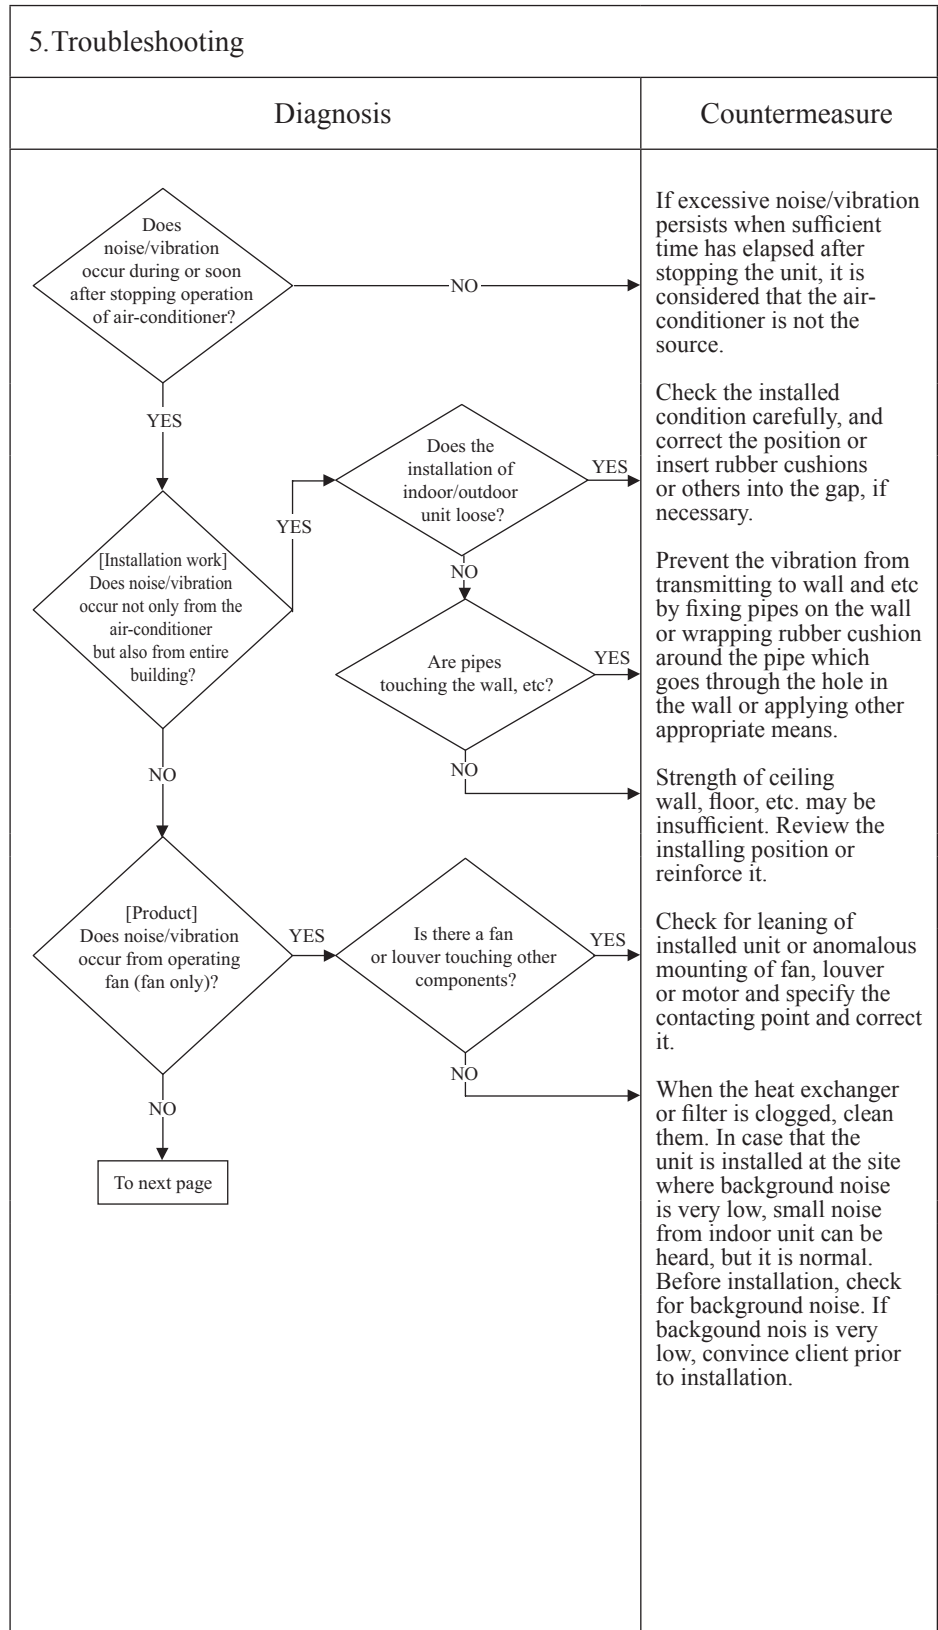 5.Troubleshooting
Diagnosis
Countermeasure
Does
noise/vibration
occur during or soon
after stopping operation
of air-conditioner?
NO
If excessive noise/vibration
persists when sufficient
time has elapsed after
stopping the unit, it is
considered that the air-
conditioner is not the
source.
YES
[Installation work]
Does noise/vibration
occur not only from the
air-conditioner
but also from entire
building?
YES
Does the
installation of
indoor/outdoor
unit loose?
YES
Check the installed
condition carefully, and
correct the position or
insert rubber cushions
or others into the gap, if
necessary.
NO
Are pipes
touching the wall, etc?
YES
Prevent the vibration from
transmitting to wall and etc
by fixing pipes on the wall
or wrapping rubber cushion
around the pipe which
goes through the hole in
the wall or applying other
appropriate means.
NO
Strength of ceiling
wall, floor, etc. may be
insufficient. Review the
installing position or
reinforce it.
NO
[Product]
Does noise/vibration
occur from operating
fan (fan only)?
YES
Is there a fan
or louver touching other
components?
YES
Check for leaning of
installed unit or anomalous
mounting of fan, louver
or motor and specify the
contacting point and correct
it.
NO
When the heat exchanger
or filter is clogged, clean
them. In case that the
unit is installed at the site
where background noise
is very low, small noise
from indoor unit can be
heard, but it is normal.
Before installation, check
for background noise. If
backgound nois is very
low, convince client prior
to installation.
NO
To next page